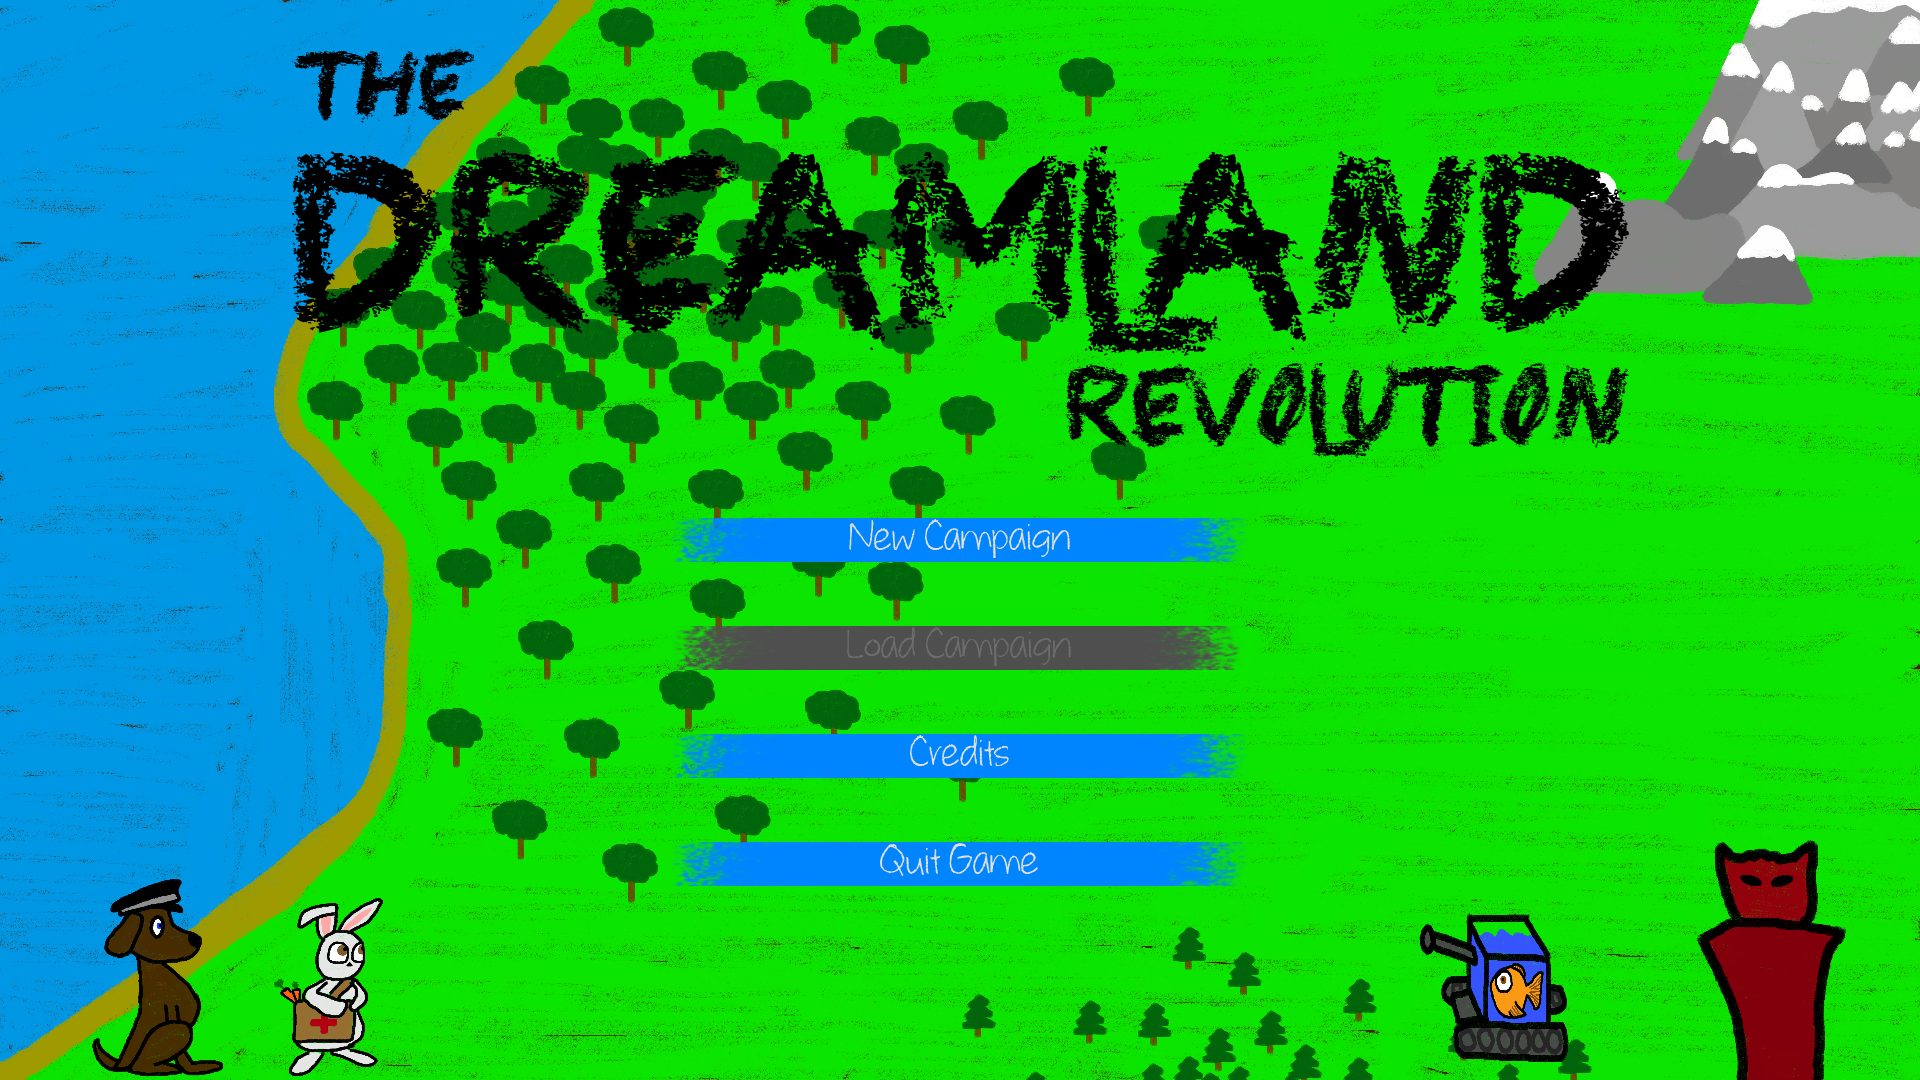 THE
DREAMLAND
REVOLUTION
New Campaign
Load Campaign
Credits
Quit Game